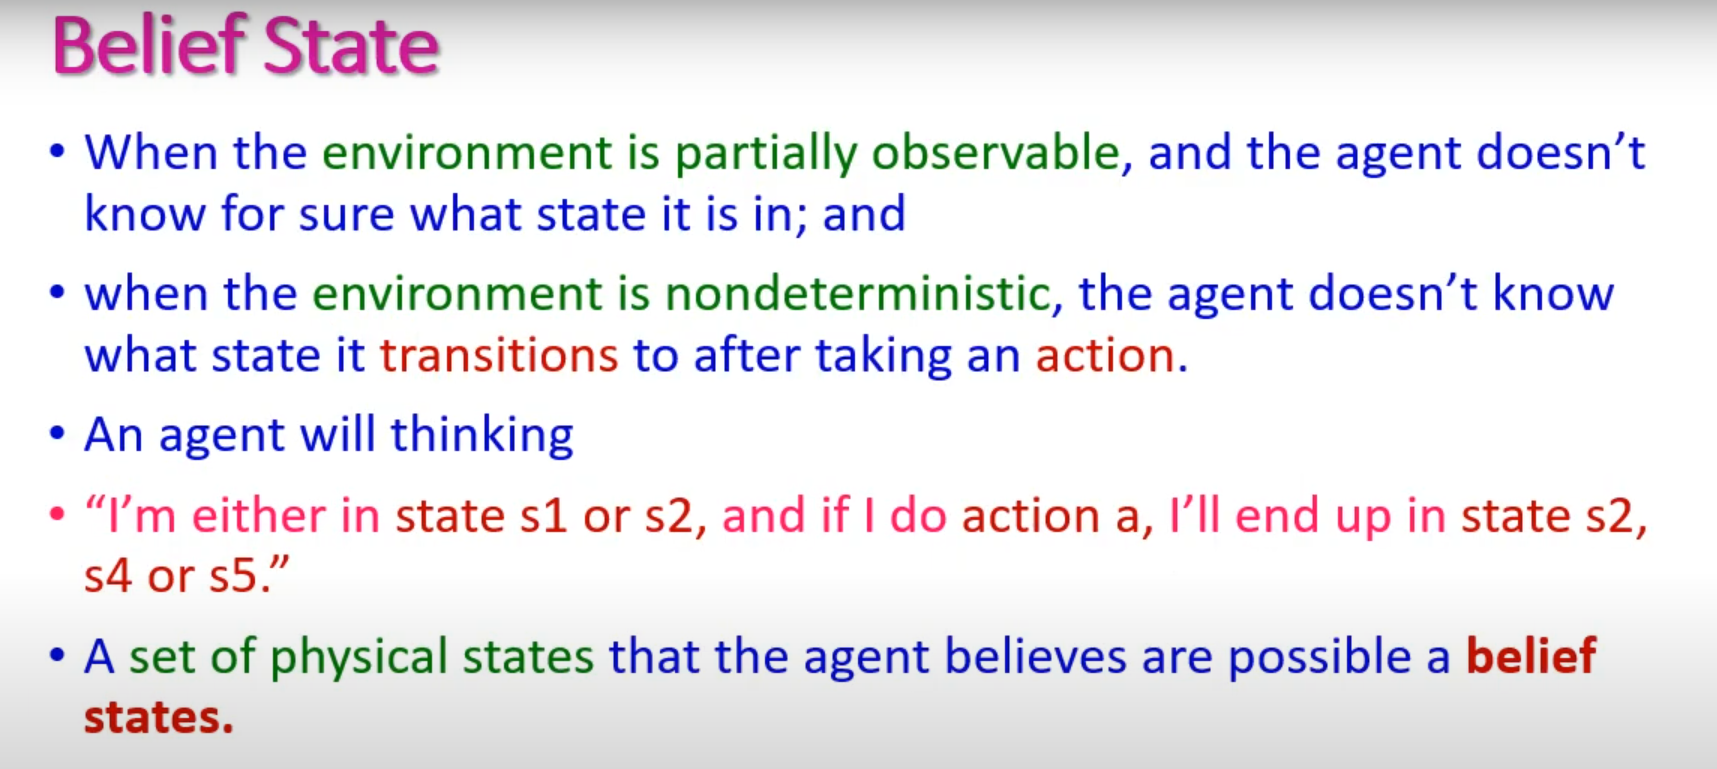 Belief State
• When the environment is partially observable, and the agent doesn’t
know for sure what state it is in; and
• when the environment is nondeterministic, the agent doesn’t know
what state it transitions to after taking an action.
• An agent will thinking
• “I’m either in state s1 or s2, and if I do action a, I’ll end up in state s2,
s4 or s5.”
• A set of physical states that the agent believes are possible a belief
states.